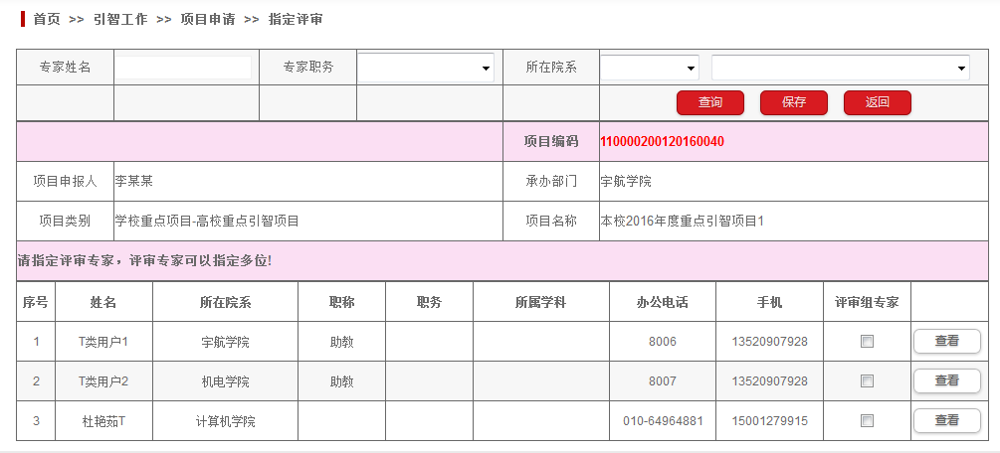 首页 >> 引智工作 >> 项目申请 >> 指定评审
专家姓名 专家职务 所在院系
查询 保存 返回
项目编码 110000200120160040
项目申报人 李某某 承办部门 宇航学院
项目类别 学校重点项目-高校重点引智项目 项目名称 本校2016年度重点引智项目1
请指定评审专家，评审专家可以指定多位!
序号 姓名 所在院系 职称 职务 所属学科 办公电话 手机 评审组专家
1 T类用户1 宇航学院 助教 8006 13520907928 查看
2 T类用户2 机电学院 助教 8007 13520907928 查看
3 杜艳茹T 计算机学院 010-64964881 15001279915 查看